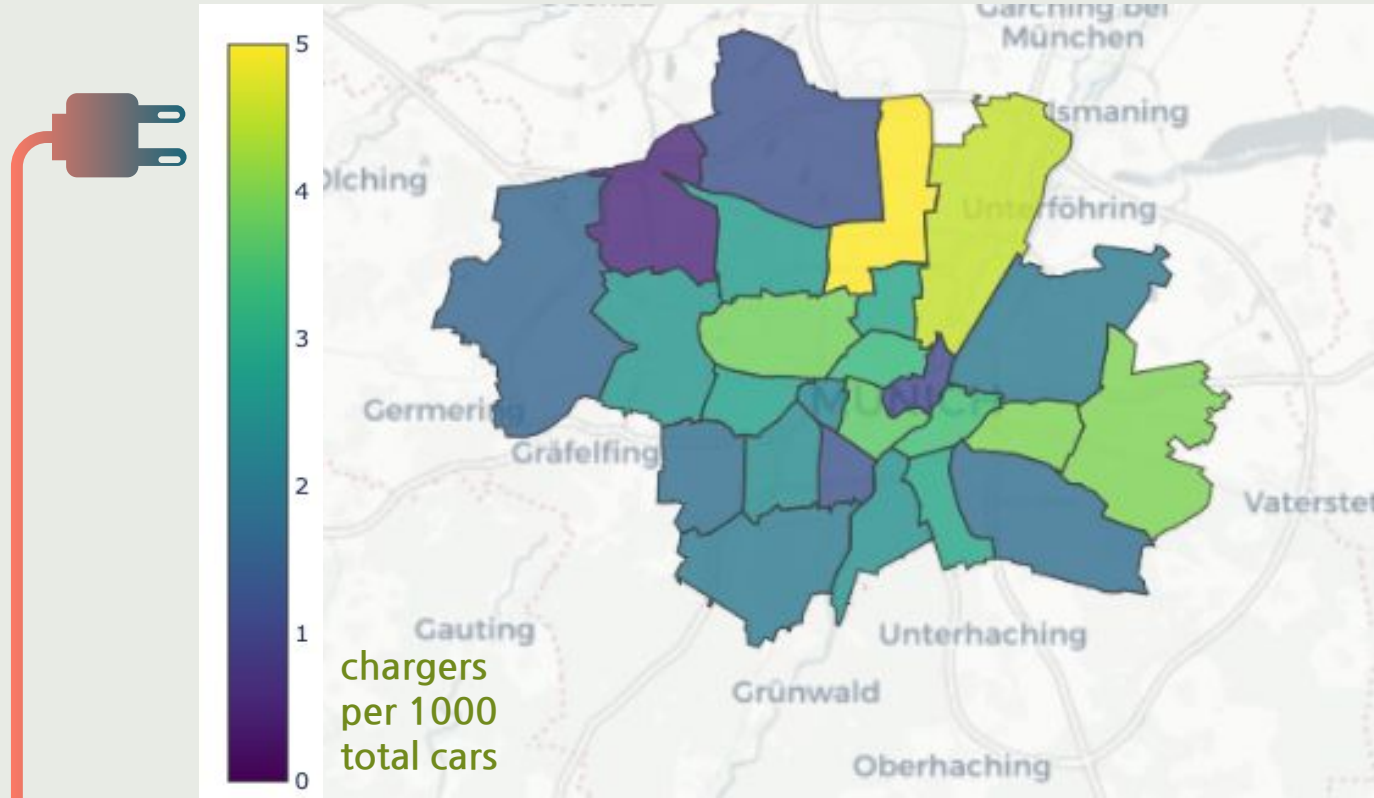 Garching bei
München
Ismaning
Olching
Unterföhring
MUNICH
Germering
Gräfelfing
Gauting
Unterhaching
Grünwald
Oberhaching
5
4
3
2
1
0
chargers
per 1000
total cars